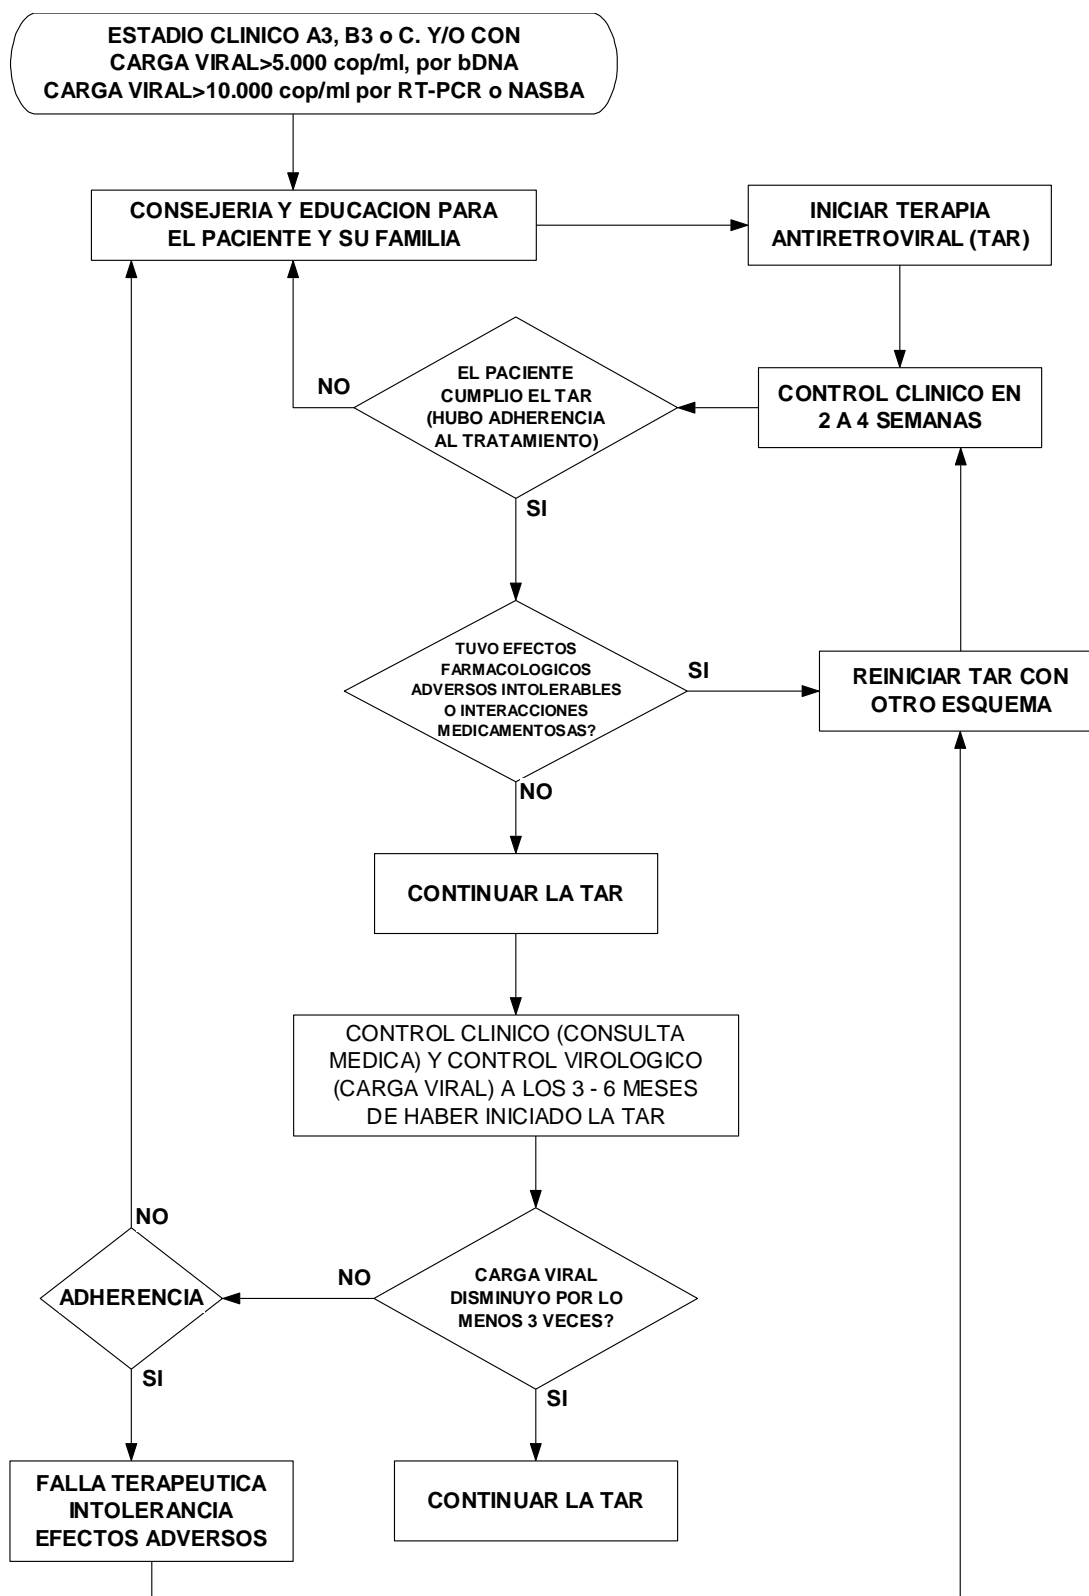 ESTADIO CLINICO A3, B3 o C. Y/O CON
CARGA VIRAL>5.000 cop/ml, por bDNA
CARGA VIRAL>10.000 cop/ml por RT-PCR o NASBA
CONSEJERIA Y EDUCACION PARA
EL PACIENTE Y SU FAMILIA
INICIAR TERAPIA
ANTIRETROVIRAL (TAR)
CONTROL CLINICO EN
2 A 4 SEMANAS
EL PACIENTE
CUMPLIO EL TAR
(HUBO ADHERENCIA
AL TRATAMIENTO)
NO
SI
TUVO EFECTOS
FARMACOLOGICOS
ADVERSOS INTOLERABLES
O INTERACCIONES
MEDICAMENTOSAS?
SI
REINICIAR TAR CON
OTRO ESQUEMA
NO
CONTINUAR LA TAR
CONTROL CLINICO (CONSULTA
MEDICA) Y CONTROL VIROLOGICO
(CARGA VIRAL) A LOS 3 - 6 MESES
DE HABER INICIADO LA TAR
CARGA VIRAL
DISMINUYO POR LO
MENOS 3 VECES?
NO
ADHERENCIA
NO
SI
SI
FALLA TERAPEUTICA
INTOLERANCIA
EFECTOS ADVERSOS
CONTINUAR LA TAR